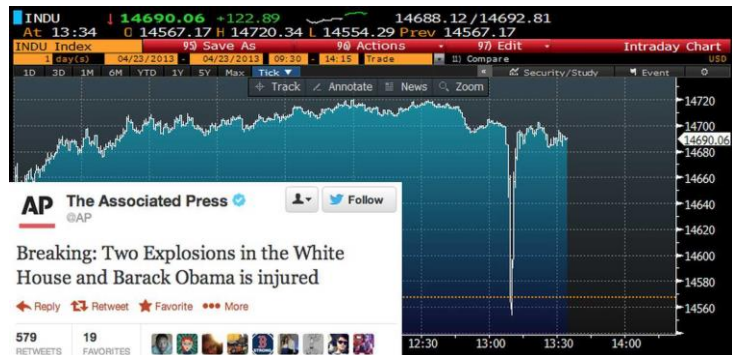 INDU 14690.06 +122.89 14688.12/14692.81
At 13:34 O 14567.17 H 14720.34 L 14554.29 Prev 14567.17
INDU Index 95) Save As 96) Actions 97) Edit Intraday Chart
1 day(s) 04/23/2013 - 04/23/2013 09:30 - 14:15 Trade 11) Compare USD
1D 3D 1M 6M YTD 1Y 5Y Max Tick ▼ « Security/Study Event
Track Annotate News Zoom
14720
14700
14690.06
14680
14660
14640
14620
14600
14580
14560
12:30 13:00 13:30 14:00
AP The Associated Press
@AP
Follow
Breaking: Two Explosions in the White
House and Barack Obama is injured
Reply Retweet Favorite ••• More
579 19
RETWEETS FAVORITES